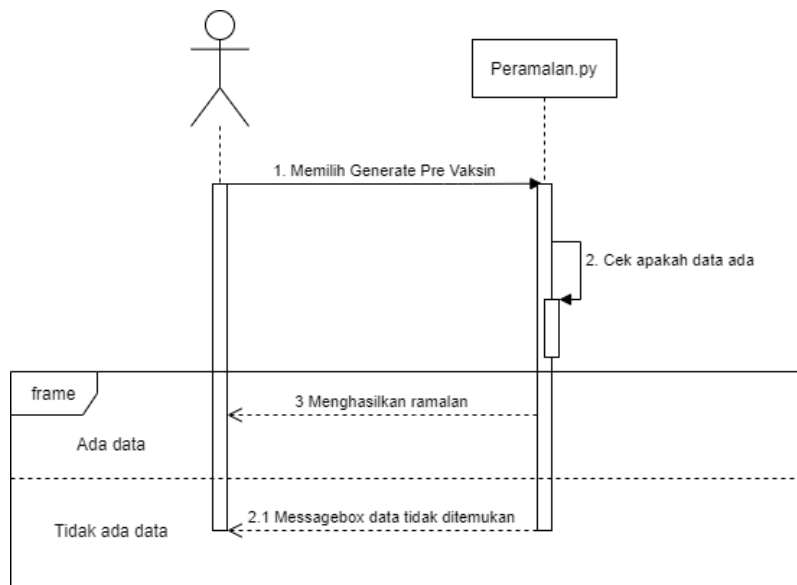 Peramalan.py
1. Memilih Generate Pre Vaksin
2. Cek apakah data ada
frame
3 Menghasilkan ramalan
Ada data
2.1 Messagebox data tidak ditemukan
Tidak ada data